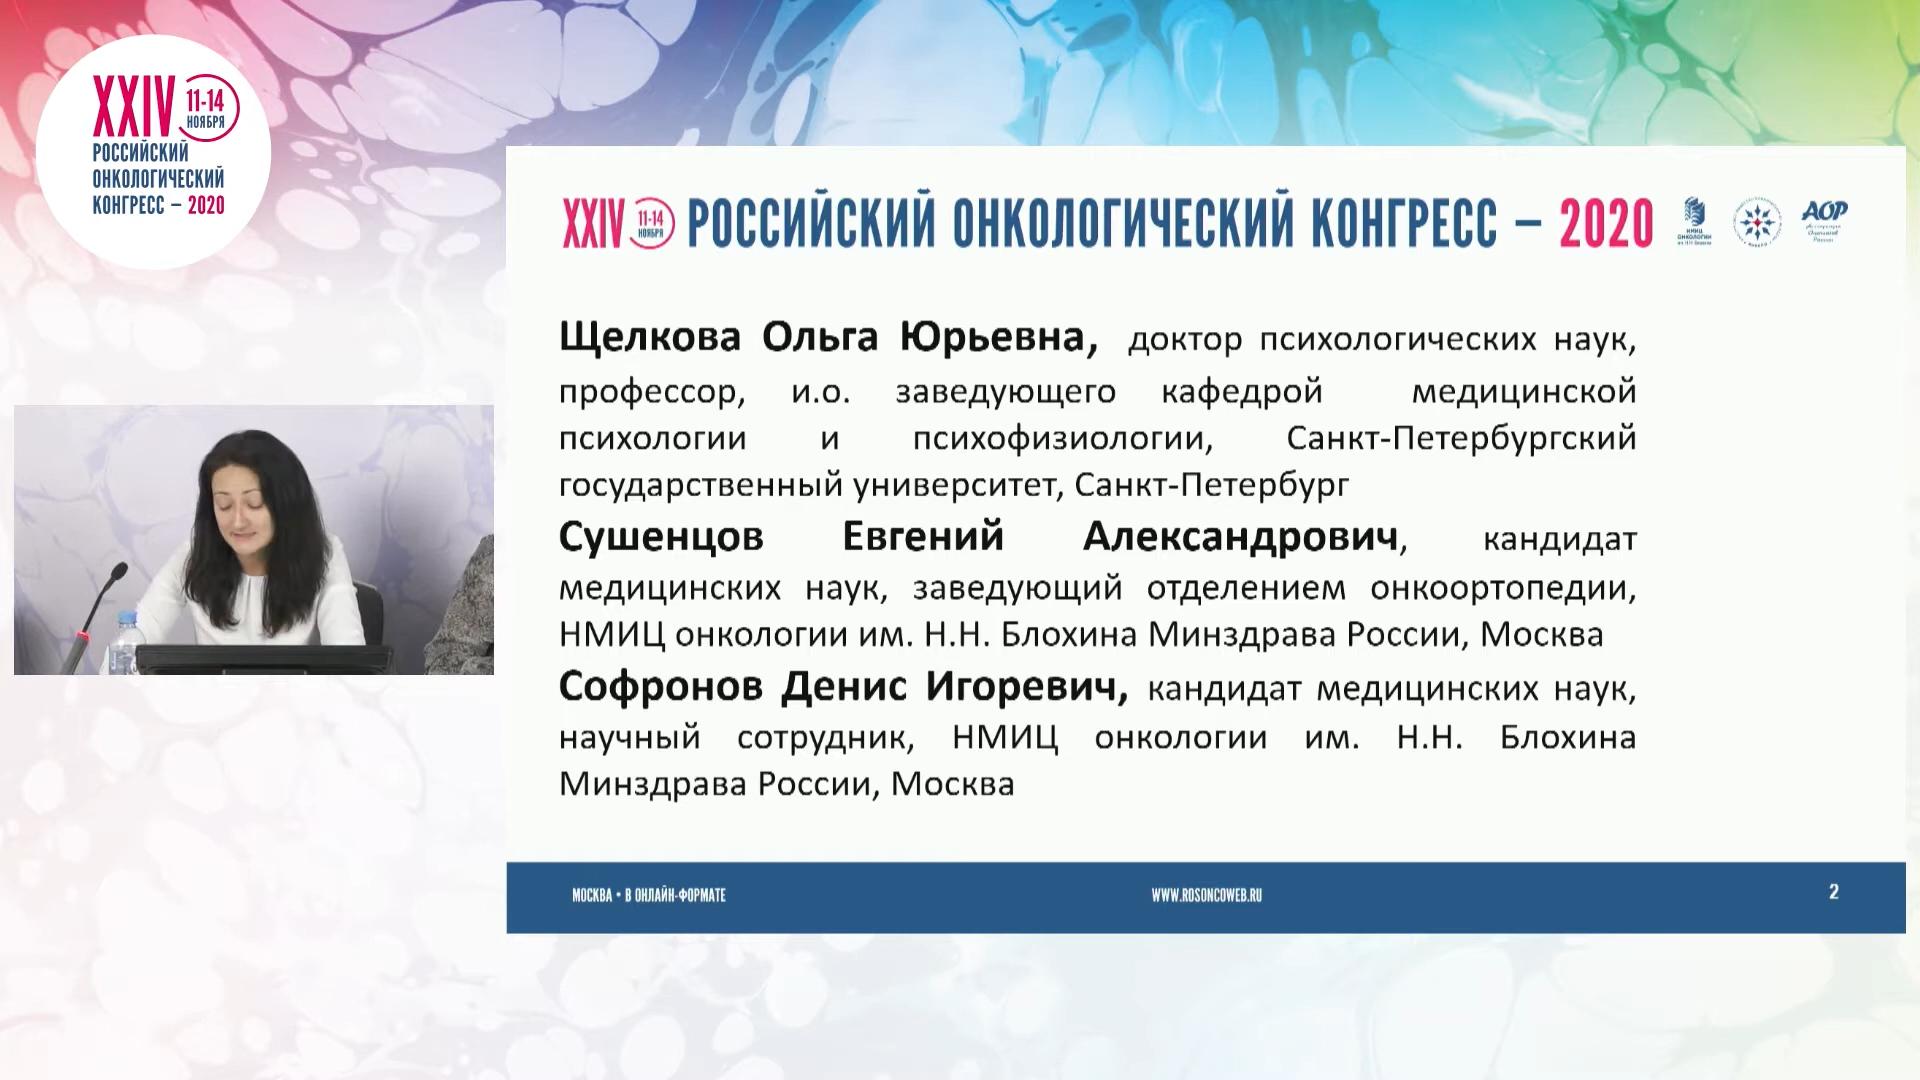 XXIV 11-14 НОЯБРЯ
РОССИЙСКИЙ
ОНКОЛОГИЧЕСКИЙ
КОНГРЕСС – 2020
XXIV 11-14 НОЯБРЯ РОССИЙСКИЙ ОНКОЛОГИЧЕСКИЙ КОНГРЕСС – 2020
НМИЦ
ОНКОЛОГИИ
АОР
Щелкова Ольга Юрьевна, доктор психологических наук,
профессор, и.о. заведующего кафедрой медицинской
психологии и психофизиологии, Санкт-Петербургский
государственный университет, Санкт-Петербург
Сушенцов Евгений Александрович, кандидат
медицинских наук, заведующий отделением онкоортопедии,
НМИЦ онкологии им. Н.Н. Блохина Минздрава России, Москва
Софронов Денис Игоревич, кандидат медицинских наук,
научный сотрудник, НМИЦ онкологии им. Н.Н. Блохина
Минздрава России, Москва
МОСКВА • В ОНЛАЙН-ФОРМАТЕ
WWW.ROSONCOWEB.RU
2